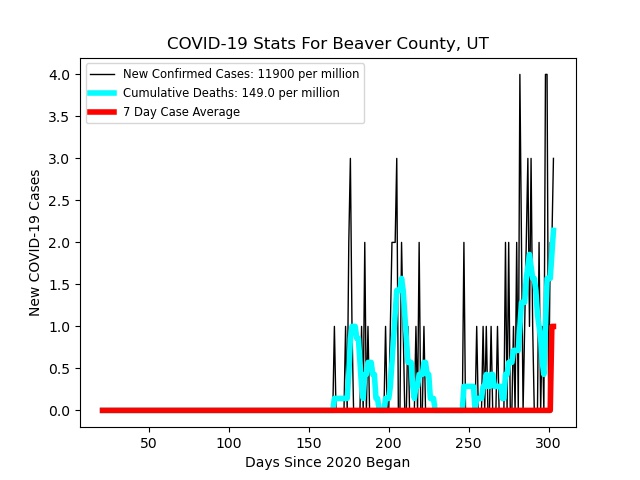 COVID-19 Stats For Beaver County, UT
New Confirmed Cases: 11900 per million
Cumulative Deaths: 149.0 per million
7 Day Case Average
4.0
3.5
3.0
2.5
2.0
1.5
1.0
0.5
0.0
New COVID-19 Cases
50 100 150 200 250 300
Days Since 2020 Began